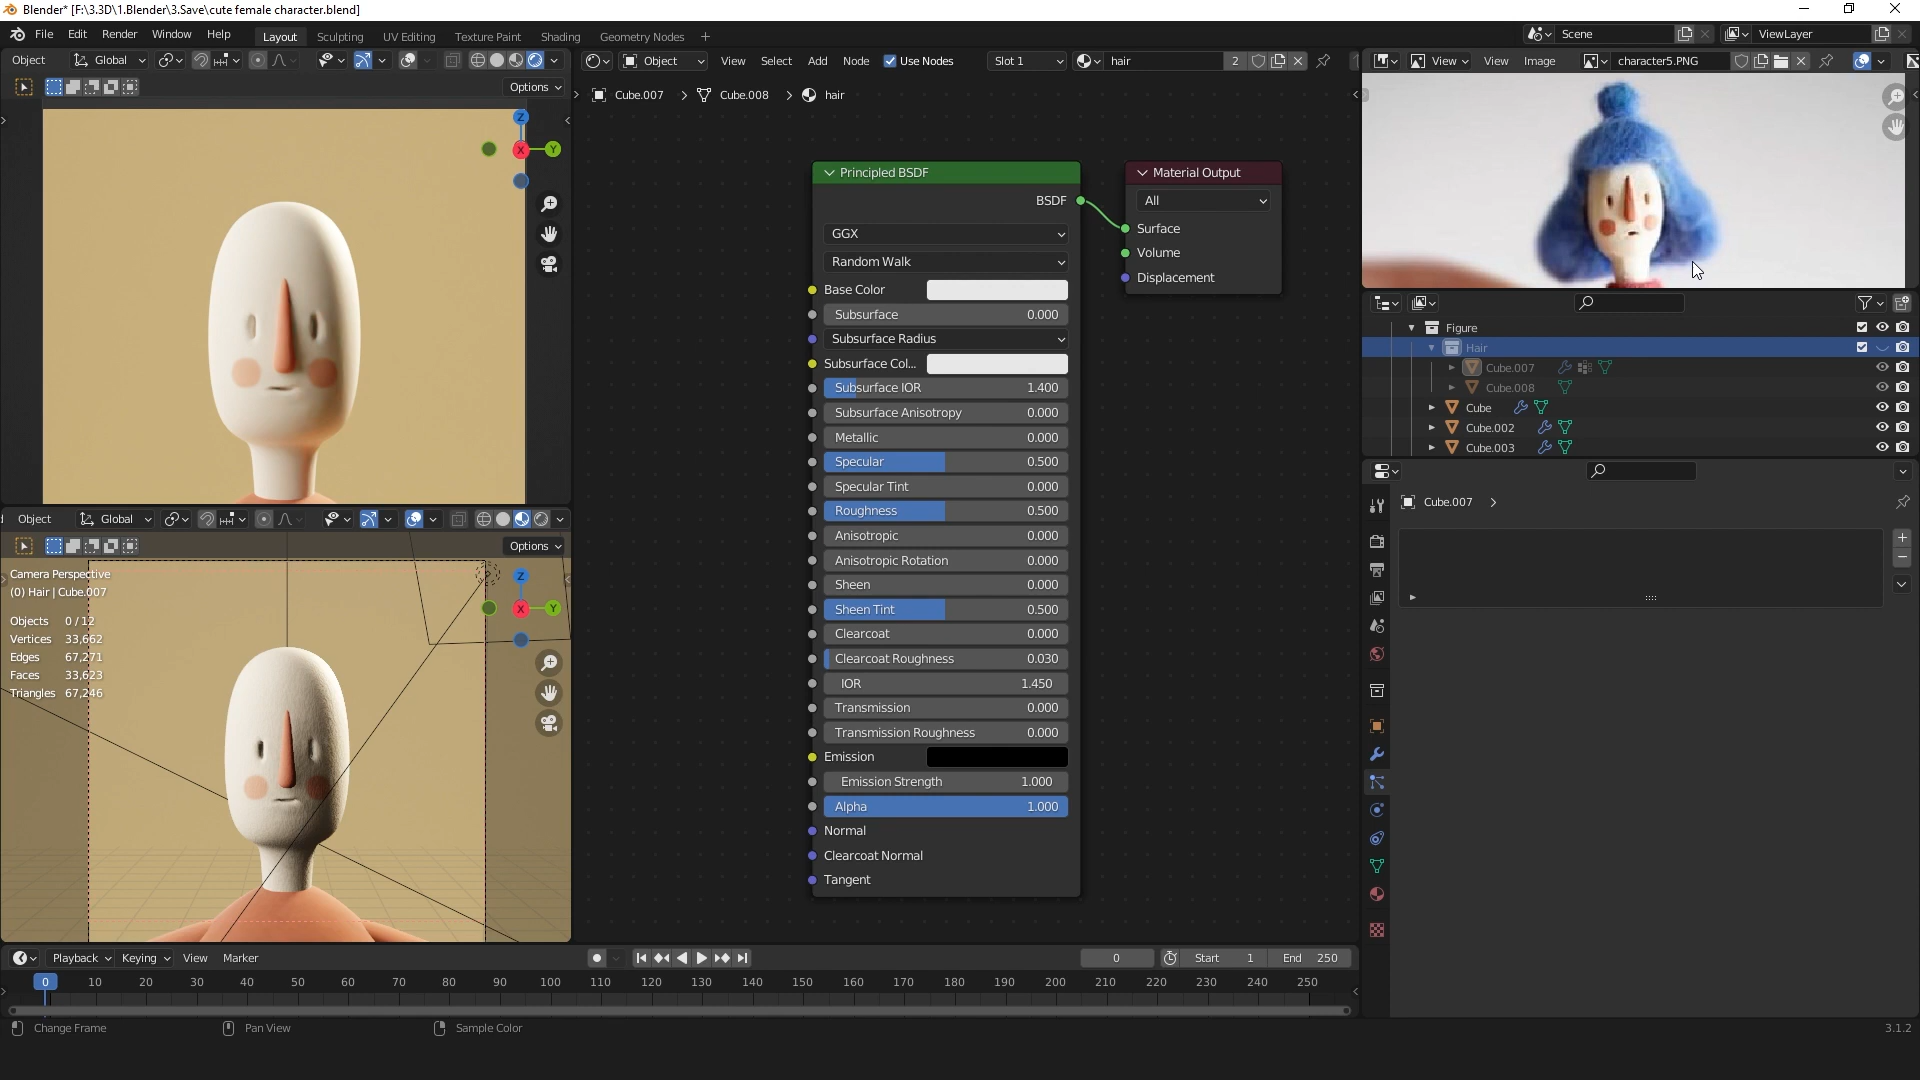 Blender* [F:\3.3D\1.Blender\3.Save\cute female character.blend]
File Edit Render Window Help Layout Sculpting UV Editing Texture Paint Shading Geometry Nodes + Scene ViewLayer
Object Global Object View Select Add Node Use Nodes Slot 1 hair 2 View View Image character5.PNG
Options
Cube.007 > Cube.008 > hair
Z
X Y
Principled BSDF
BSDF
GGX
Random Walk
Base Color
Subsurface 0.000
Subsurface Radius
Subsurface Col...
Subsurface IOR 1.400
Subsurface Anisotropy 0.000
Metallic 0.000
Specular 0.500
Specular Tint 0.000
Roughness 0.500
Anisotropic 0.000
Anisotropic Rotation 0.000
Sheen 0.000
Sheen Tint 0.500
Clearcoat 0.000
Clearcoat Roughness 0.030
IOR 1.450
Transmission 0.000
Transmission Roughness 0.000
Emission
Emission Strength 1.000
Alpha 1.000
Normal
Clearcoat Normal
Tangent
Material Output
All
Surface
Volume
Displacement
Figure
Hair
Cube.007
Cube.008
Cube
Cube.002
Cube.003
Cube.007 >
Object Global
Options
Camera Perspective
(0) Hair | Cube.007
Objects 0/12
Vertices 33,662
Edges 67,271
Faces 33,623
Triangles 67,246
Z
X Y
Playback Keying View Marker 0 Start 1 End 250
0 10 20 30 40 50 60 70 80 90 100 110 120 130 140 150 160 170 180 190 200 210 220 230 240 250
Change Frame Pan View Sample Color 3.1.2